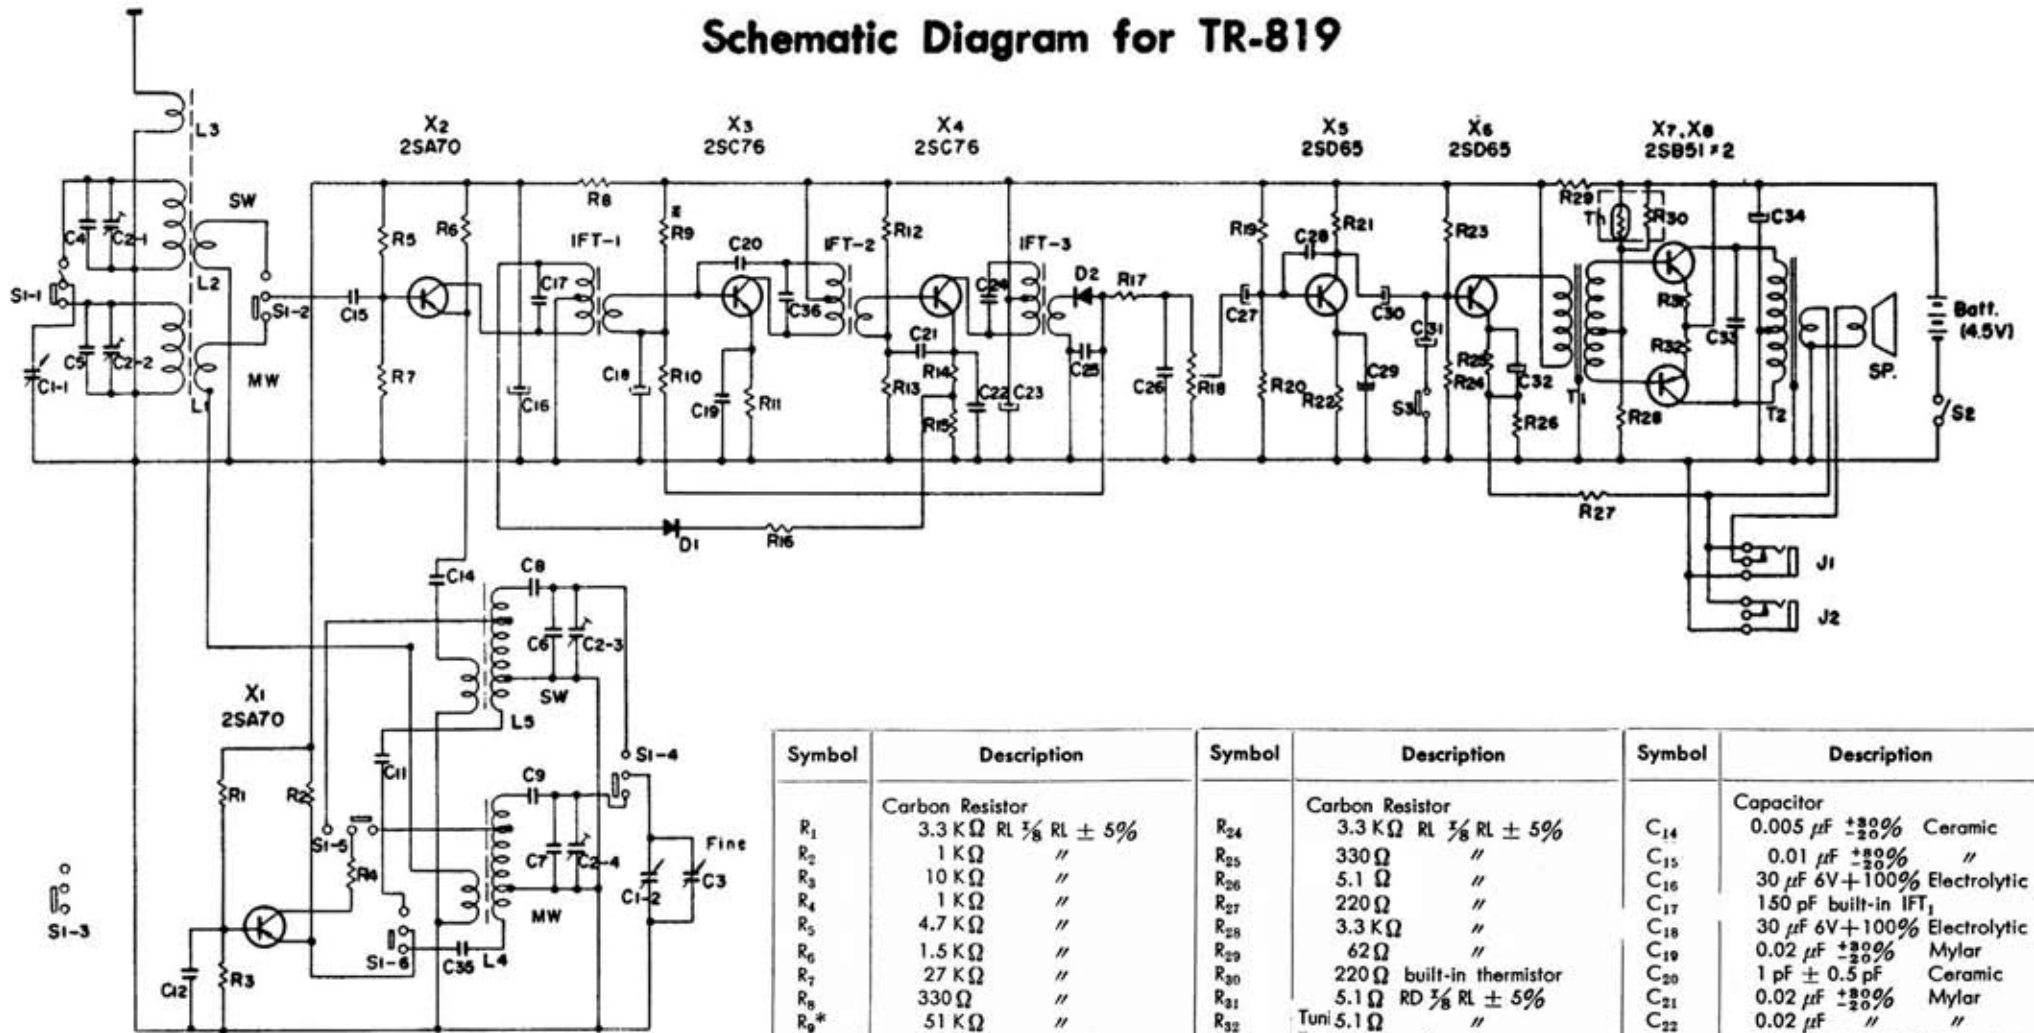 Schematic Diagram for TR-819
L3
X2
2SA70
X3
2SC76
X4
2SC76
X5
2SD65
X6
2SD65
X7, X8
2SB51×2
SW
C4
C2-1
L2
S1-1
S1-2
C15
C5
C2-2
C1-1
MW
L1
R5
R6
R7
C16
R8
IFT-1
C17
C18
R9
R10
C20
C19
R11
C36
IFT-2
R12
R13
C21
R14
R15
C22
C23
IFT-3
C24
D2
C25
R17
C26
R18
C27
R19
R20
C28
R21
R22
C29
C30
C31
S3
R23
R24
R25
C32
R26
T1
R29
Th
R30
R31
R32
R28
C33
C34
T2
SP.
Batt.
(4.5V)
S2
D1
R16
R27
J1
J2
C14
C8
C6
C2-3
SW
L5
X1
2SA70
C11
S1-4
R1
R2
S1-5
R4
C9
C7
C2-4
MW
Fine
C1-2
C3
S1-3
C12
R3
S1-6
C35
L4
Symbol Description Symbol Description Symbol Description
Carbon Resistor Carbon Resistor Capacitor
R1 3.3 KΩ RL ⅛ RL ± 5% R24 3.3 KΩ RL ⅛ RL ± 5% C14 0.005 μF +80 -20% Ceramic
R2 1 KΩ 〃 R25 330 Ω 〃 C15 0.01 μF +80 -20% 〃
R3 10 KΩ 〃 R26 5.1 Ω 〃 C16 30 μF 6V+100% Electrolytic
R4 1 KΩ 〃 R27 220 Ω 〃 C17 150 pF built-in IFT1
R5 4.7 KΩ 〃 R28 3.3 KΩ 〃 C18 30 μF 6V+100% Electrolytic
R6 1.5 KΩ 〃 R29 62 Ω 〃 C19 0.02 μF +80 -20% Mylar
R7 27 KΩ 〃 R30 220 Ω built-in thermistor C20 1 pF ± 0.5 pF Ceramic
R8 330 Ω 〃 R31 5.1 Ω RD ⅛ RL ± 5% C21 0.02 μF +80 -20% Mylar
R9* 51 KΩ 〃 R32 Tuni 5.1 Ω 〃 C22 0.02 μF 〃 〃